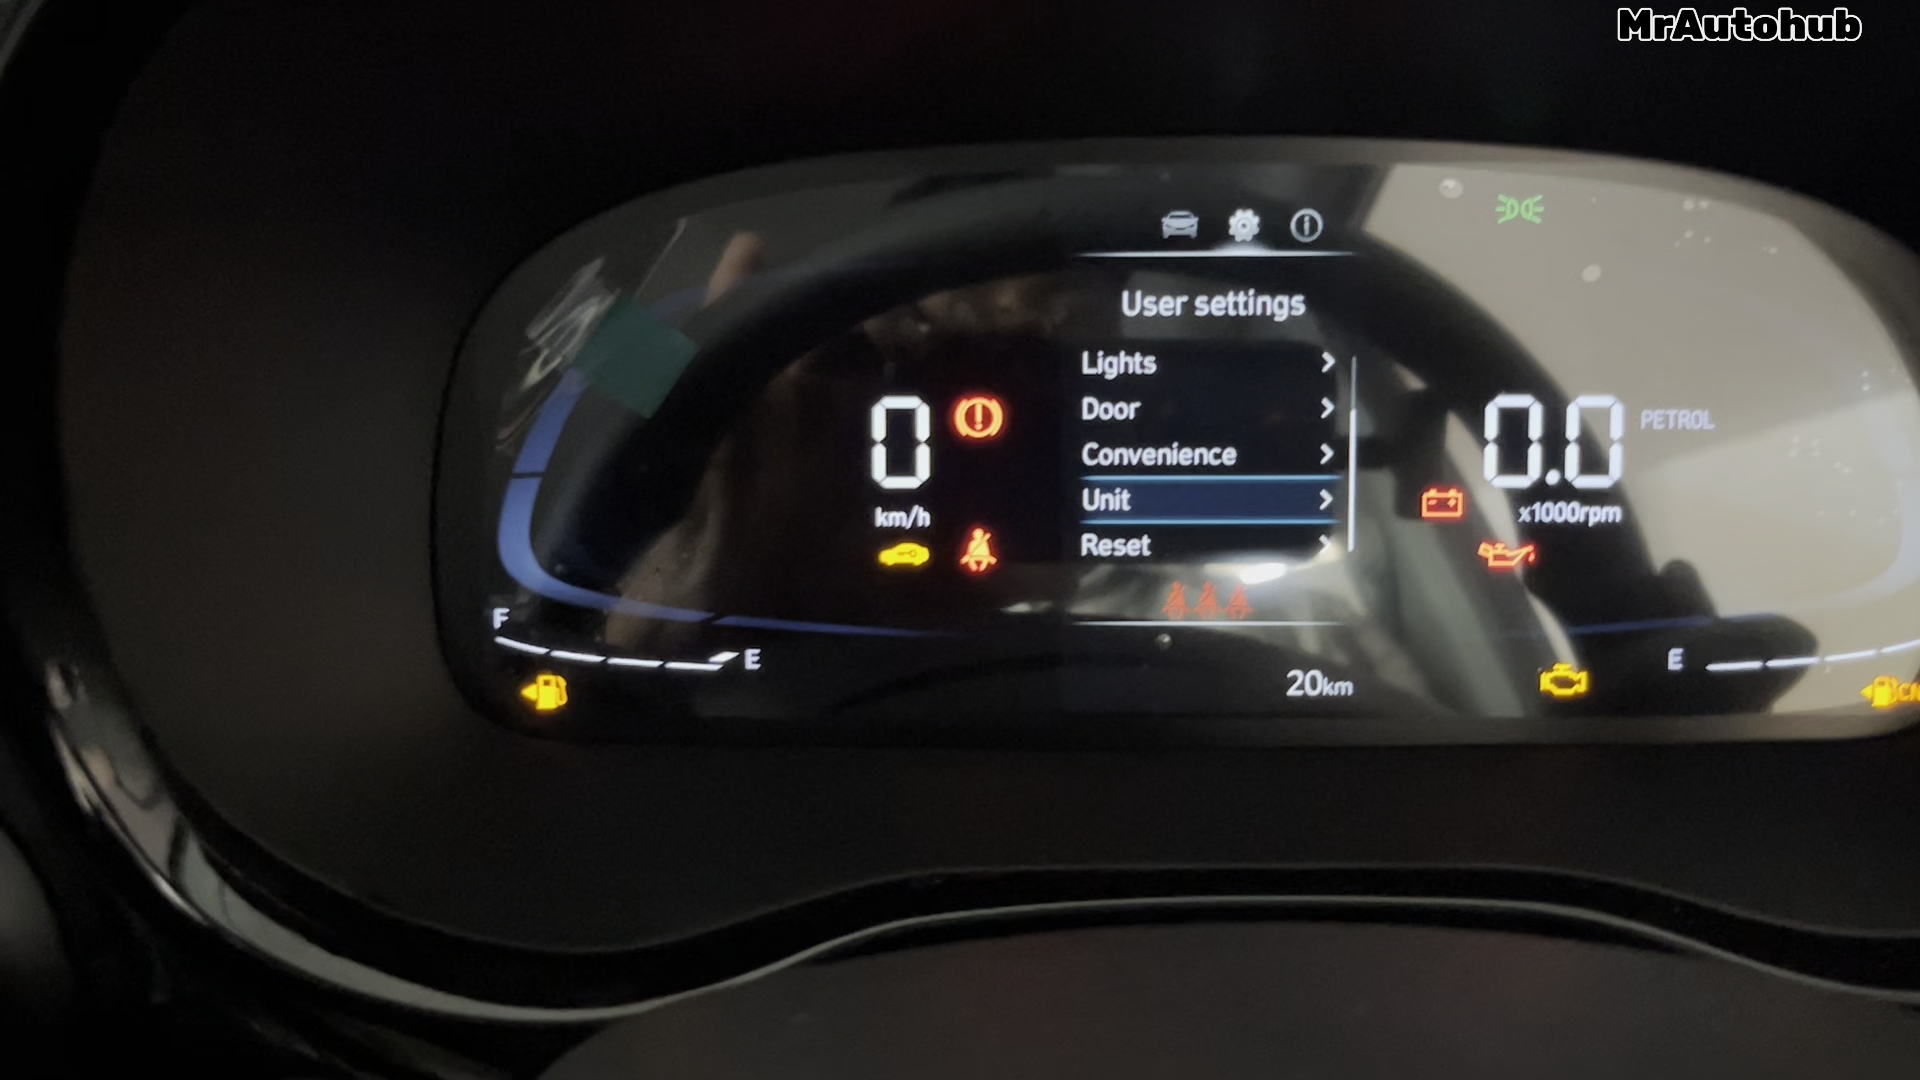 MrAutohub
User settings
Lights
Door
Convenience
Unit
Reset
0
km/h
0.0
PETROL
x1000rpm
F
E
20km
E